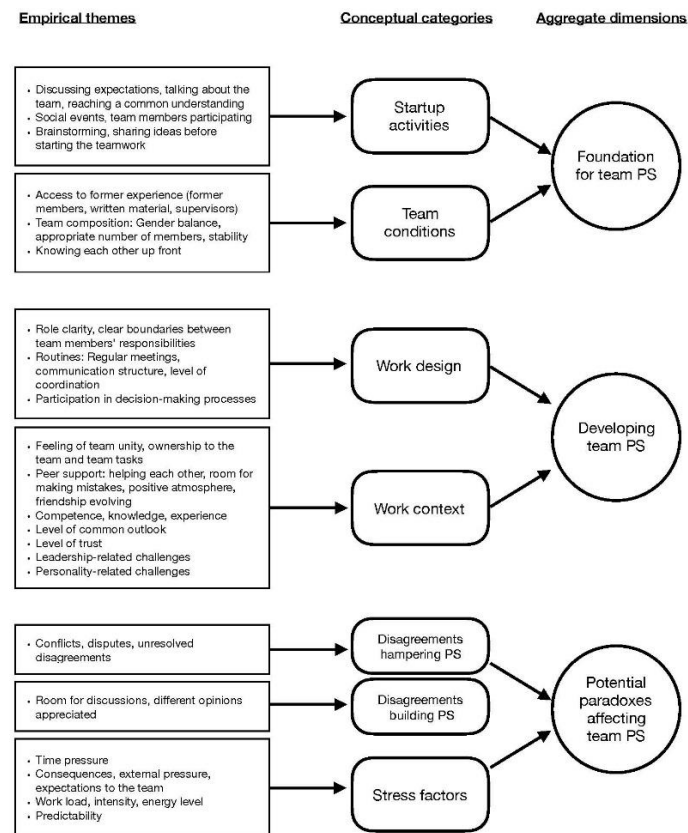 Empirical themes
Conceptual categories
Aggregate dimensions
• Discussing expectations, talking about the
team, reaching a common understanding
• Social events, team members participating
• Brainstorming, sharing ideas before
starting the teamwork
Startup
activities
• Access to former experience (former
members, written material, supervisors)
• Team composition: Gender balance,
appropriate number of members, stability
• Knowing each other up front
Team
conditions
Foundation
for team PS
• Role clarity, clear boundaries between
team members' responsibilities
• Routines: Regular meetings,
communication structure, level of
coordination
• Participation in decision-making processes
Work design
• Feeling of team unity, ownership to the
team and team tasks
• Peer support: helping each other, room for
making mistakes, positive atmosphere,
friendship evolving
• Competence, knowledge, experience
• Level of common outlook
• Level of trust
• Leadership-related challenges
• Personality-related challenges
Work context
Developing
team PS
• Conflicts, disputes, unresolved
disagreements
Disagreements
hampering PS
• Room for discussions, different opinions
appreciated
Disagreements
building PS
• Time pressure
• Consequences, external pressure,
expectations to the team
• Work load, intensity, energy level
• Predictability
Stress factors
Potential
paradoxes
affecting
team PS